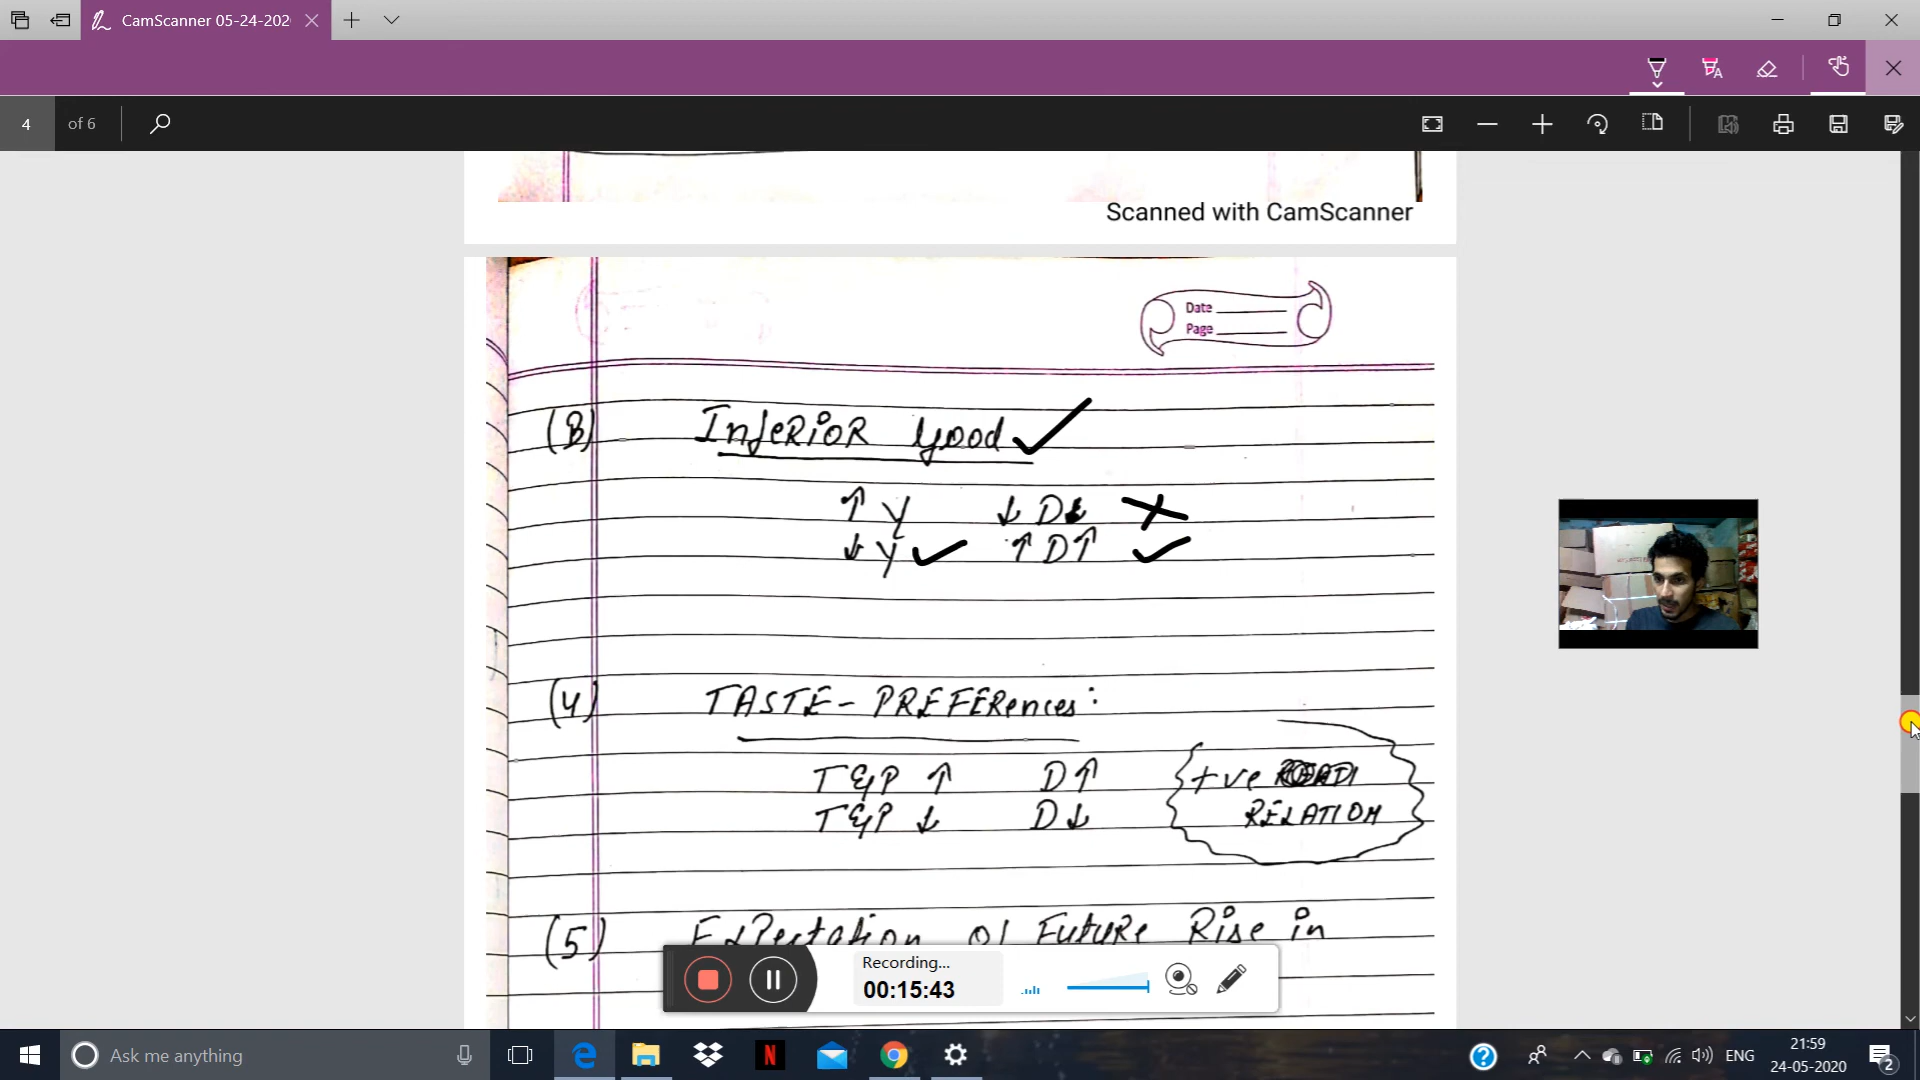 CamScanner 05-24-202
4 of 6
Scanned with CamScanner
Date
Page
(B) InfeRioR Good ✓
↑ Y ↓ D↓ ✗
↓ Y ✓ ↑ D↑ ✓
(4) TASTE - PREFERences:
T&P ↑ D↑ +ve
T&P ↓ D↓ RELATION
(5) ExPectation of FutuRe Rise in
Recording...
00:15:43
Ask me anything
ENG
21:59
24-05-2020
2